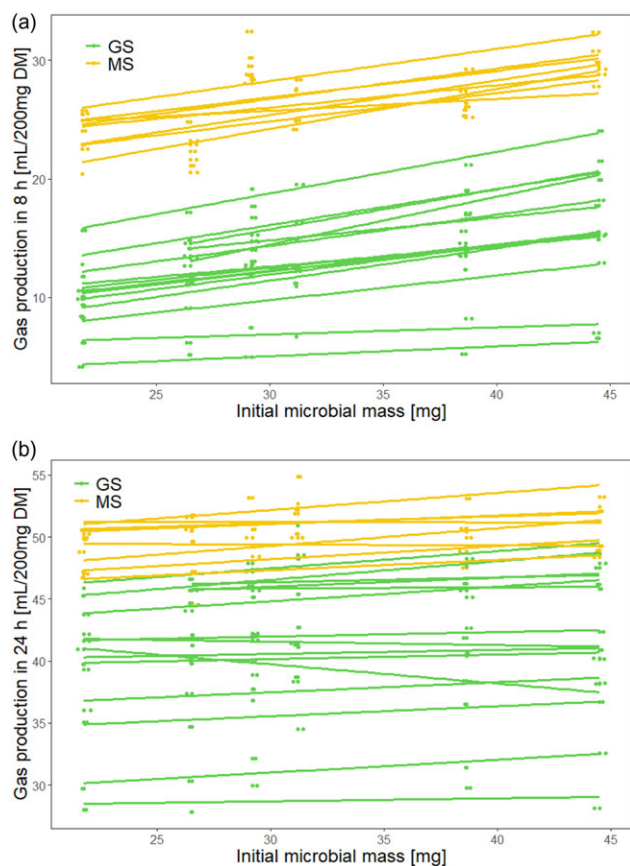 (a)
GS
MS
Gas production in 8 h [mL/200mg DM]
30
20
10
25
30
35
40
45
Initial microbial mass [mg]
(b)
GS
MS
Gas production in 24 h [mL/200mg DM]
55
50
45
40
35
30
25
30
35
40
45
Initial microbial mass [mg]